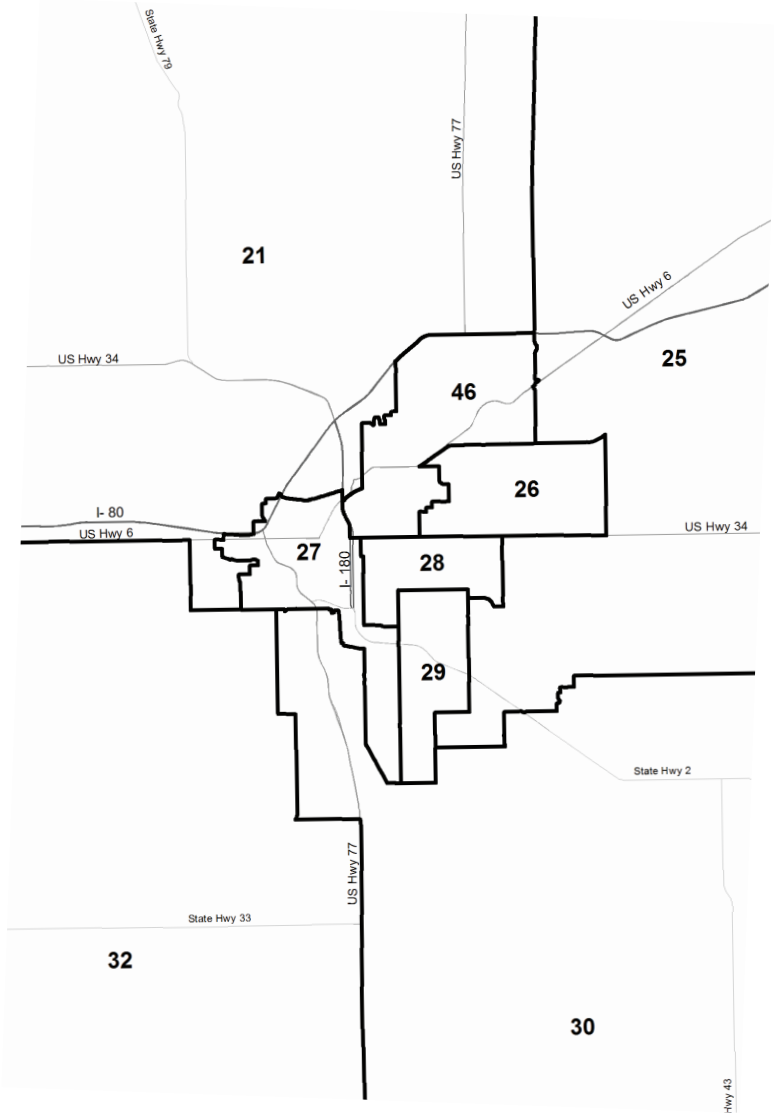 State Hwy 79
US Hwy 77
21
US Hwy 6
25
US Hwy 34
46
26
I- 80
US Hwy 6
US Hwy 34
27
I- 180
28
29
State Hwy 2
US Hwy 77
State Hwy 33
32
30
Hwy 43